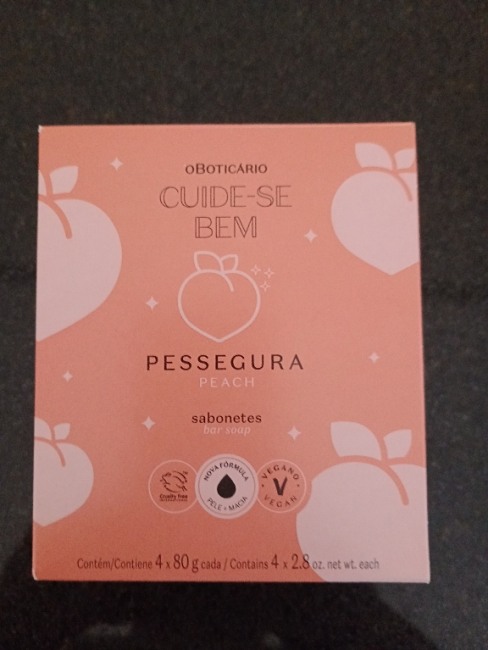 oBOTICÁRIO
CUIDE-SE
BEM
PESSEGURA
PEACH
sabonetes
bar soap
Cruelty Free
NOVA FÓRMULA
PELE + MACIA
VEGANO
V
VEGAN
Contém/Contiene 4 x 80 g cada / Contains 4 x 2.8 oz. net wt. each